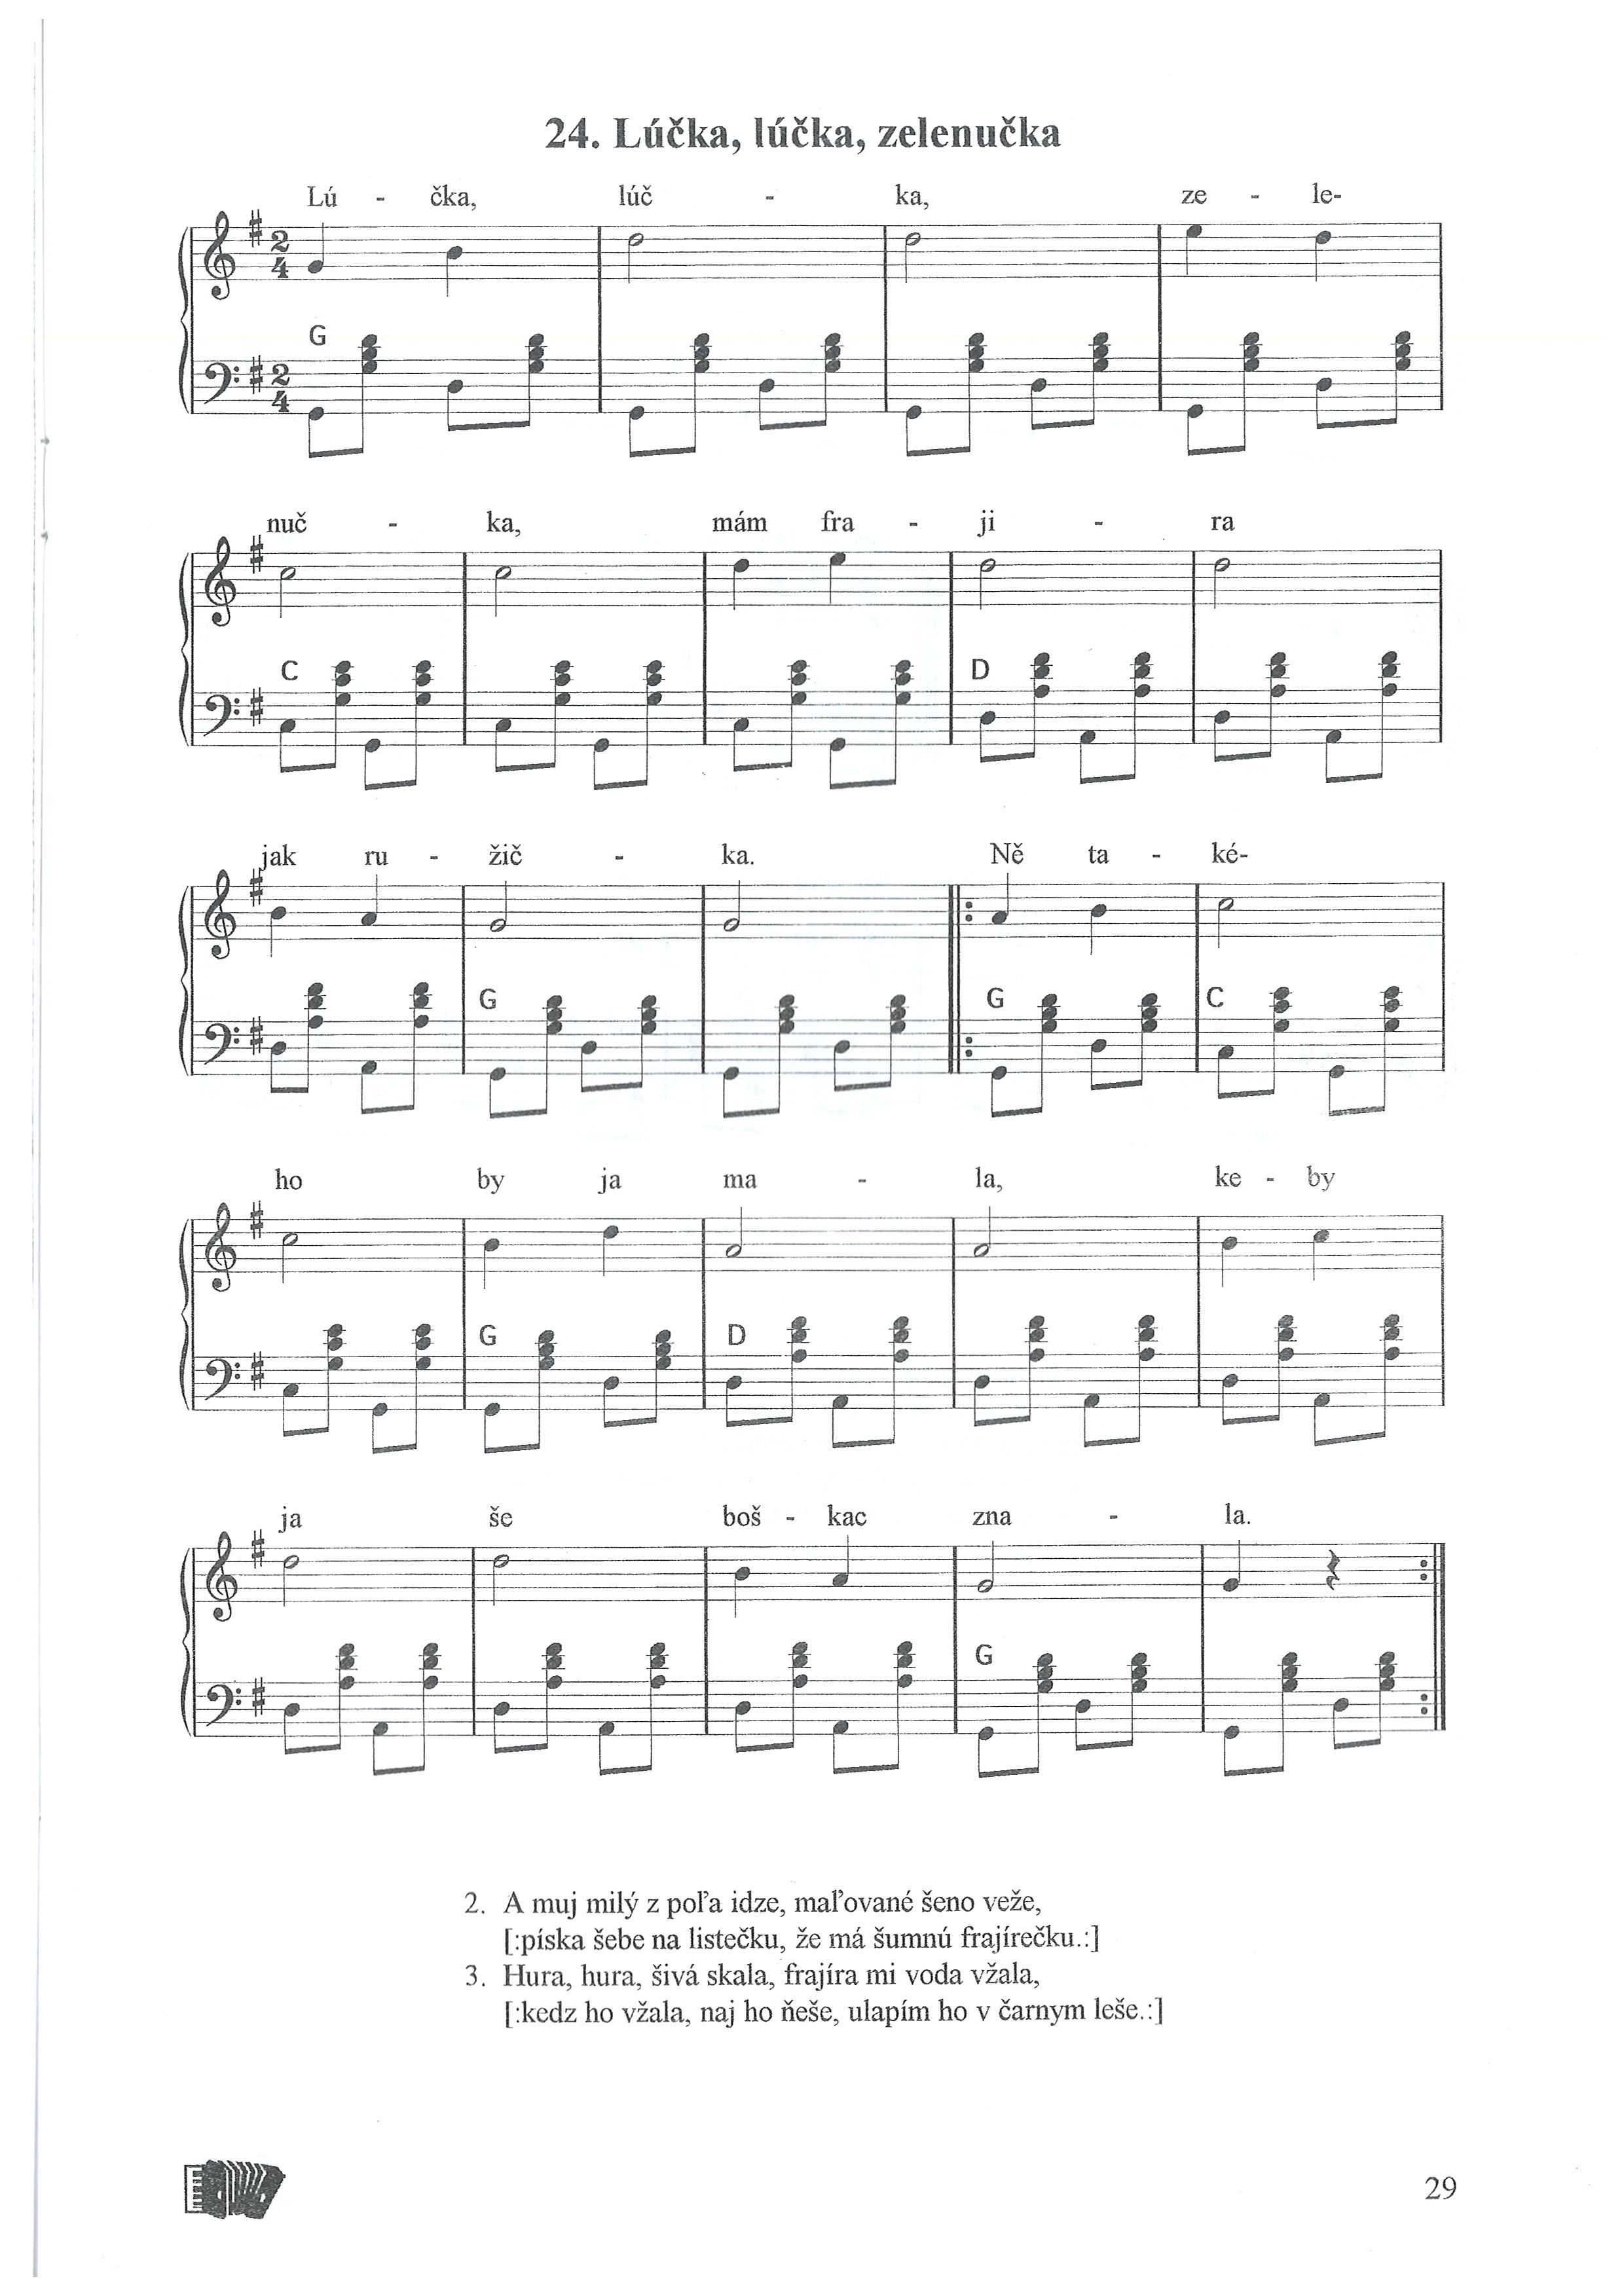 24. Lúčka, lúčka, zelenučka
Lú - čka, lúč - ka, ze - le-
G
nuč - ka, mám fra - ji - ra
C D
jak ru - žič - ka. Ně ta - ké-
G G C
ho by ja ma - la, ke - by
G D
ja še boš - kac zna - la.
G
2. A muj milý z poľa idze, maľované šeno veže,
[:píska šebe na listečku, že má šumnú frajírečku.:]
3. Hura, hura, šivá skala, frajíra mi voda vžala,
[:kedz ho vžala, naj ho ňeše, ulapím ho v čarnym leše.:]
29